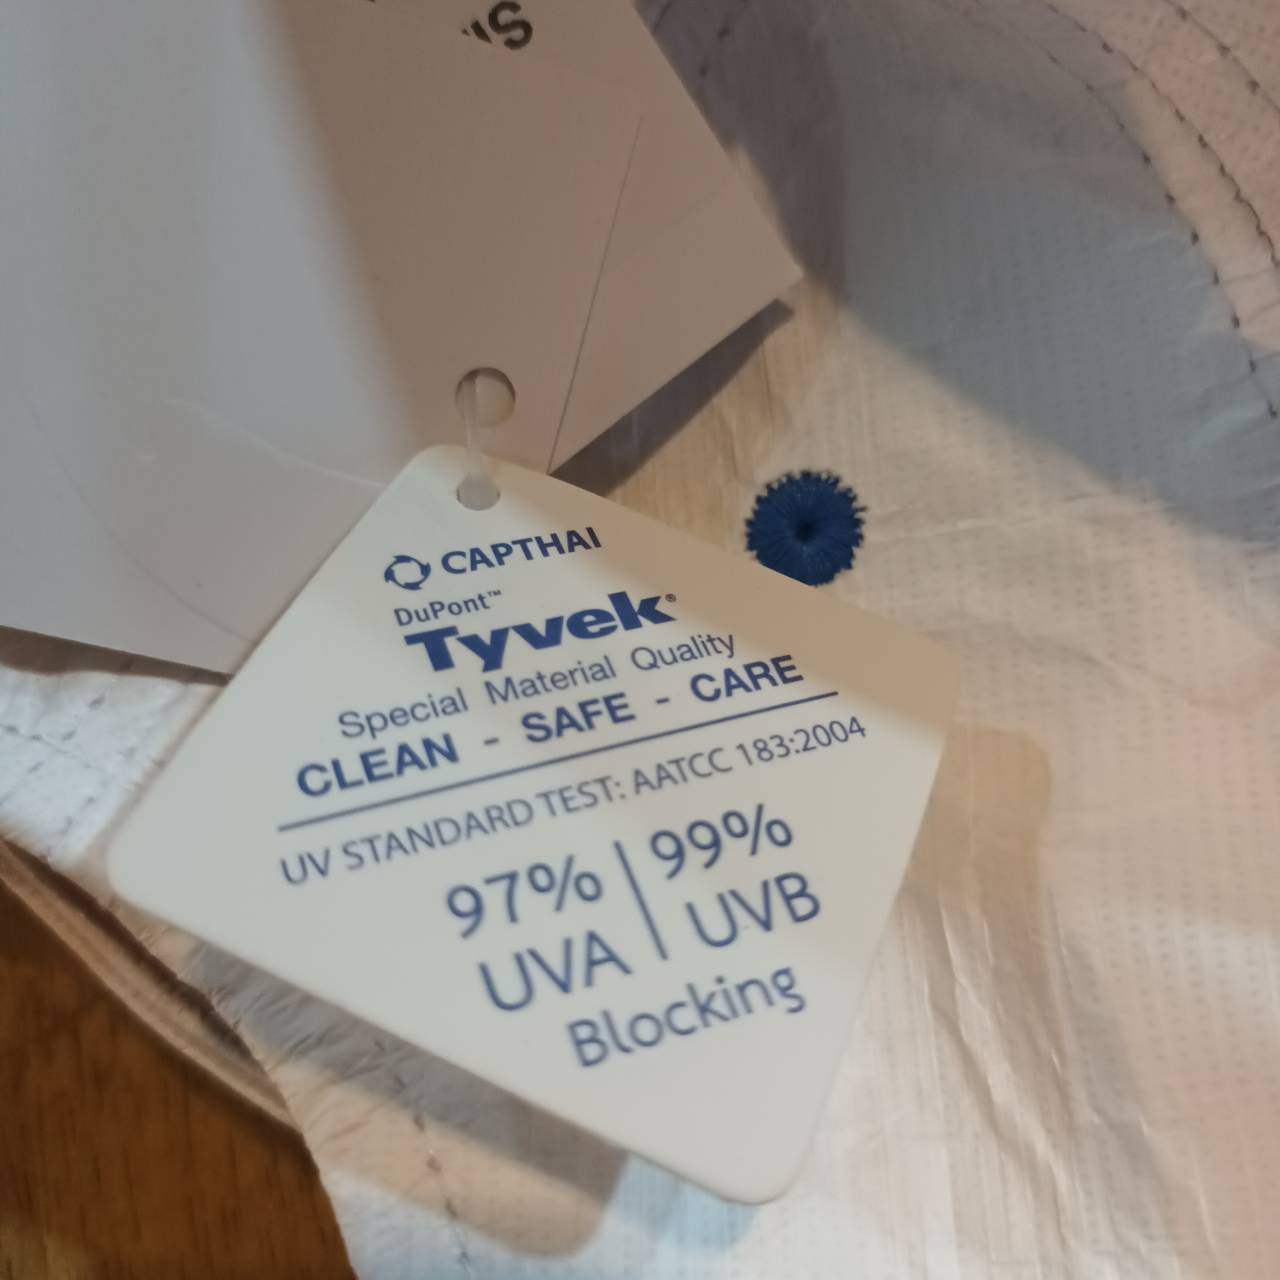 CAPTHAI
DuPont™
Tyvek®
Special Material Quality
CLEAN - SAFE - CARE
UV STANDARD TEST: AATCC 183:2004
97% | 99%
UVA | UVB
Blocking